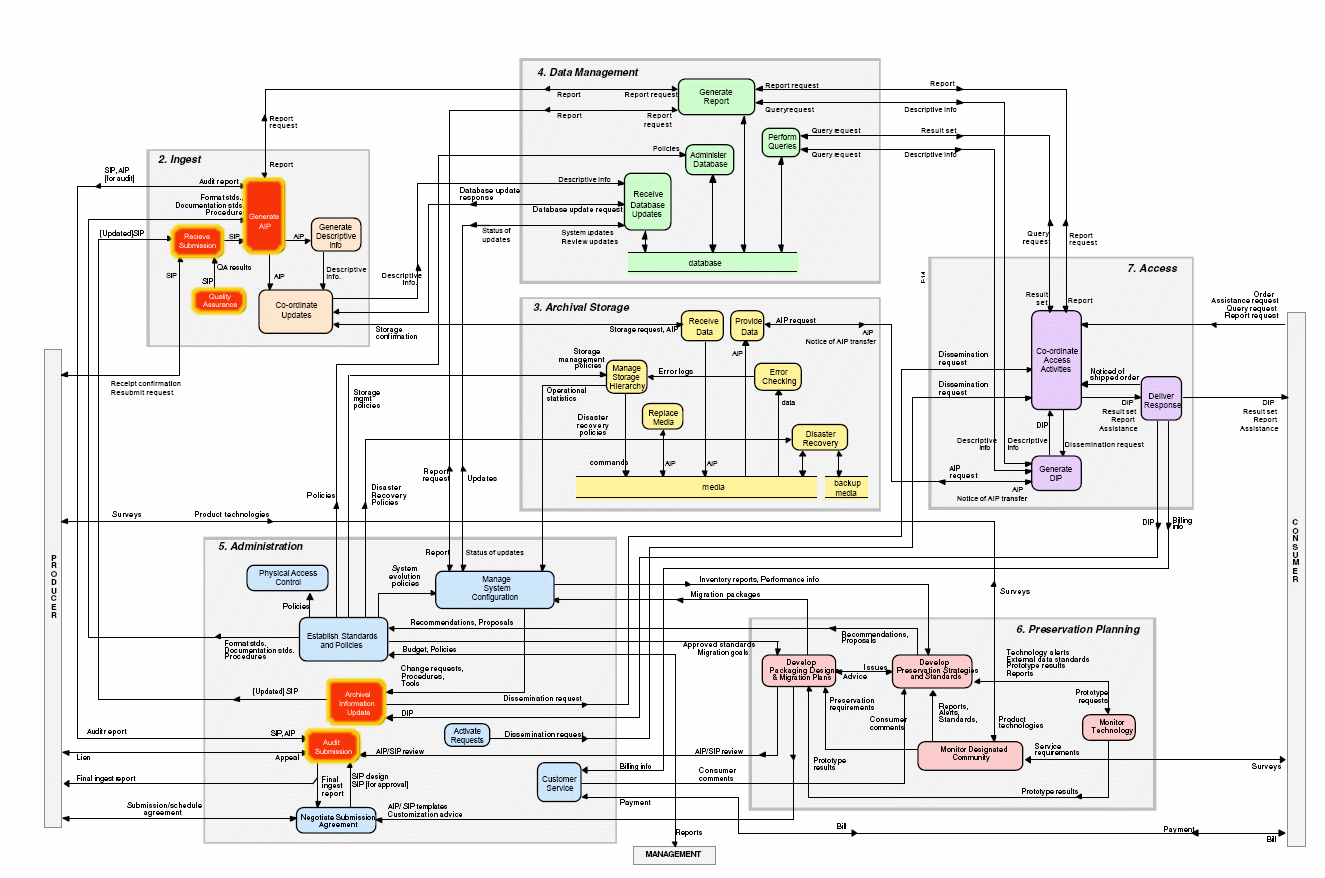 4. Data Management
Generate
Report
Report
Report request
Report request
Report
Report
Report
request
Queryrequest
Descriptive info
Report
request
Perform
Queries
Query request
Result set
Query request
Descriptive info
Policies
Administer
Database
2. Ingest
Report
SIP, AIP
[for audit]
Audit report
Format stds,
Documentation stds.
Procedure
Generate
AIP
Descriptive info
Database update
response
Database update request
Receive
Database
Updates
Status of
updates
System updates
Review updates
database
[Updated]SIP
Recieve
Submission
SIP
AIP
Generate
Descriptive
Info
SIP
QA results
SIP
AIP
Descriptive
info.
Descriptive
Info.
Quality
Assurance
Co-ordinate
Updates
Storage
confirmation
Query
request
Report
request
7. Access
F-14
Result
set
Report
Order
Assistance request
Query request
Report request
3. Archival Storage
Storage request, AIP
Receive
Data
Provide
Data
AIP request
AIP
Notice of AIP transfer
AIP
Storage
management
policies
Manage
Storage
Hierarchy
Error logs
Error
Checking
Operational
statistics
data
Replace
Media
Disaster
recovery
policies
Disaster
Recovery
commands
AIP
AIP
media
backup
media
Receipt confirmation
Resubmit request
Storage
mgmt
policies
Dissemination
request
Dissemination
request
Co-ordinate
Access
Activities
Noticed of
shipped order
Deliver
Response
DIP
Result set
Report
Assistance
DIP
Result set
Report
Assistance
DIP
Descriptive
info
Descriptive
info
Dissemination request
AIP
request
Generate
DIP
AIP
Notice of AIP transfer
Report
request
Updates
Policies
Disaster
Recovery
Policies
Surveys
Product technologies
DIP
Billing
info
PRODUCER
CONSUMER
5. Administration
Report
Status of updates
Physical Access
Control
System
evolution
policies
Manage
System
Configuration
Inventory reports, Performance info
Migration packages
Surveys
Policies
Establish Standards
and Policies
Recommendations, Proposals
Format stds.
Documentation stds.
Procedures
Budget, Policies
Approved standards
Migration goals
Change requests,
Procedures,
Tools
6. Preservation Planning
Recommendations,
Proposals
Develop
Packaging Designs
& Migration Plans
Issues
Advice
Develop
Preservation Strategies
and Standards
Technology alerts
External data standards
Prototype results
Reports
[Updated] SIP
Archival
Information
Update
Dissemination request
DIP
Preservation
requirements
Consumer
comments
Reports,
Alerts,
Standards,
Product
technologies
Prototype
requests
Monitor
Technology
Audit report
SIP, AIP
Activate
Requests
Dissemination request
Audit
Submission
Lien
Appeal
AIP/SIP review
AIP/SIP review
Prototype
results
Monitor Designated
Community
Service
requirements
Surveys
Final ingest report
Final
ingest
report
SIP design
SIP [for approval]
Customer
Service
Billing info
Consumer
comments
Prototype results
Submission/schedule
agreement
Negotiate Submission
Agreement
AIP/ SIP templates
Customization advice
Payment
Reports
Bill
Payment
Bill
MANAGEMENT